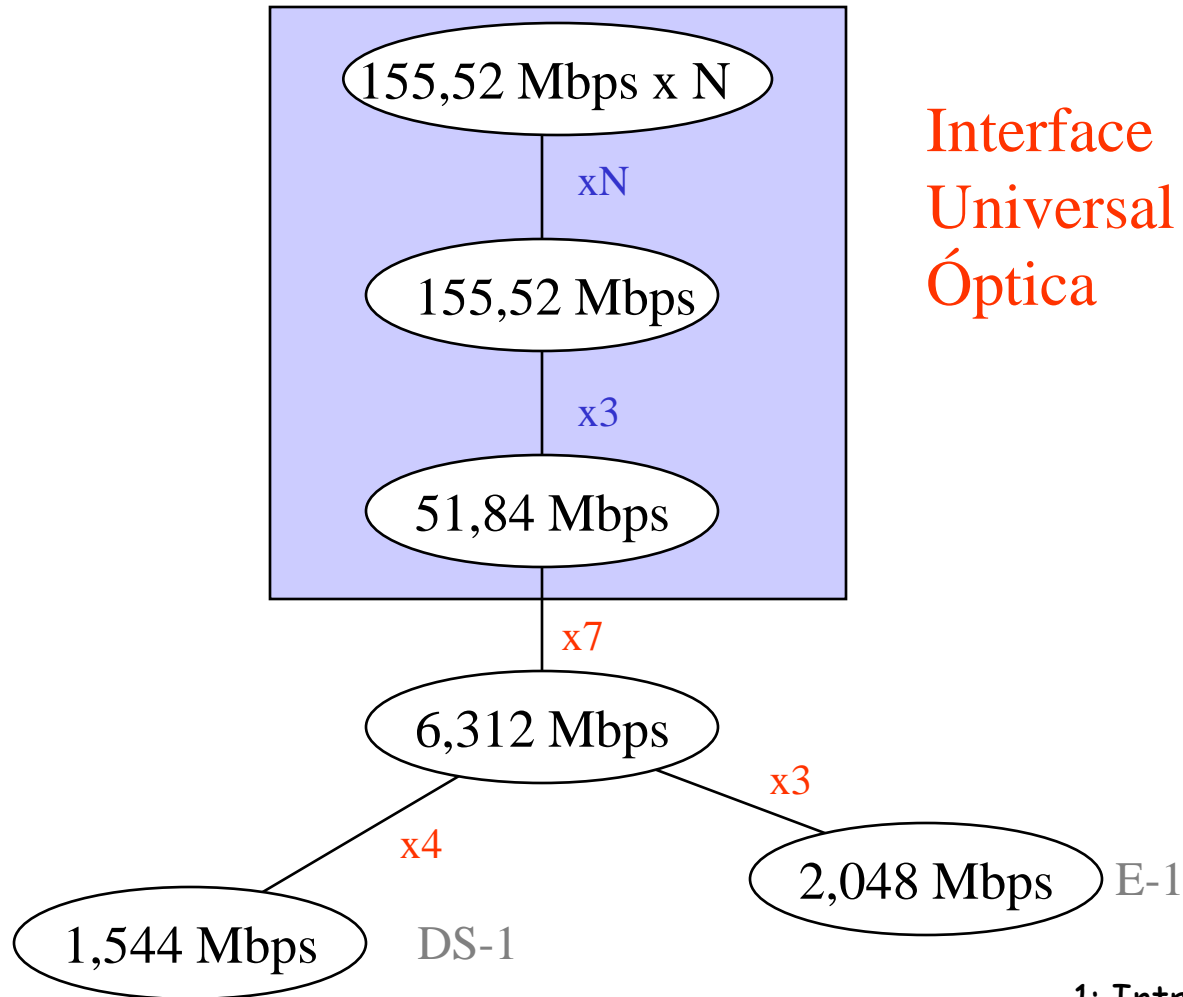 155,52 Mbps x N
xN
Interface
Universal
Óptica
155,52 Mbps
x3
51,84 Mbps
x7
6,312 Mbps
x3
x4
2,048 Mbps
E-1
1,544 Mbps
DS-1